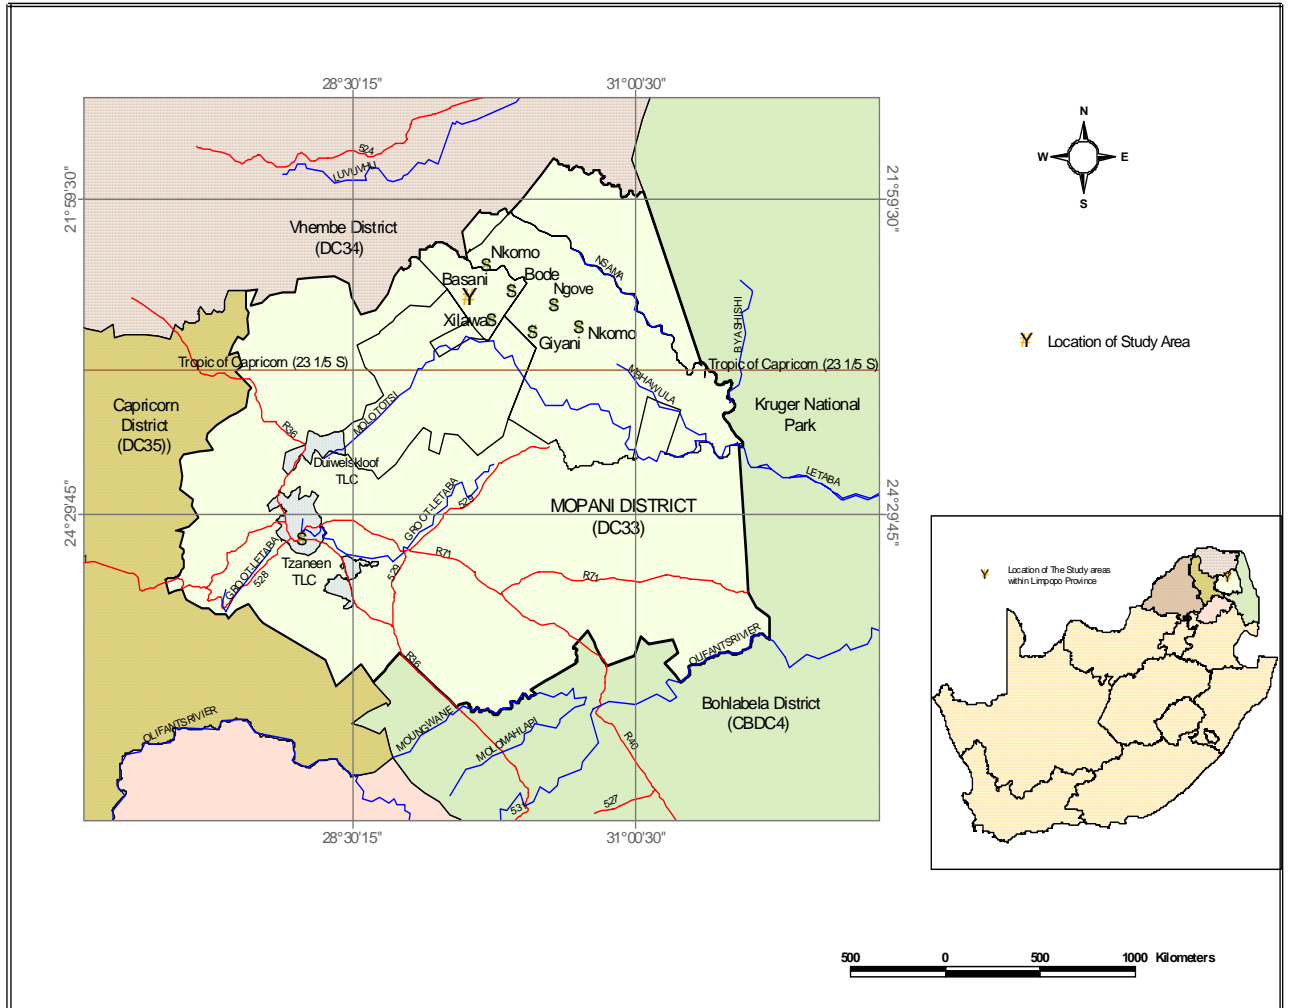 28°30'15"
31°00'30"
N
W
E
S
524
LUVUVHU
21°59'30"
21°59'30"
Vhembe District
(DC34)
Nkomo
S
NSAMA
Basani
Bode
Y
S
Ngove
S
BYASHISHI
Xilawa
S
S
Giyani
S
Nkomo
Y
Location of Study Area
Tropic of Capricorn (23 1/5 S)
Tropic of Capricorn (23 1/5 S)
MBHAWULA
Capricorn
District
(DC35))
MOLOTOTSI
Kruger National
Park
R36
Duiwelskloof
TLC
LETABA
GROOT-LETABA
529
24°29'45"
MOPANI DISTRICT
(DC33)
24°29'45"
S
GROOT-LETABA
528
Tzaneen
TLC
529
R71
R71
1
Y
Location of The Study areas
within Limpopo Province
Y
OLIFANTSRIVIER
R36
Bohlabela District
(CBDC4)
OLIFANTSRIVIER
MOUNGWANE
MOLOMAHLAPI
R40
531
527
28°30'15"
31°00'30"
500
0
500
1000
Kilometers